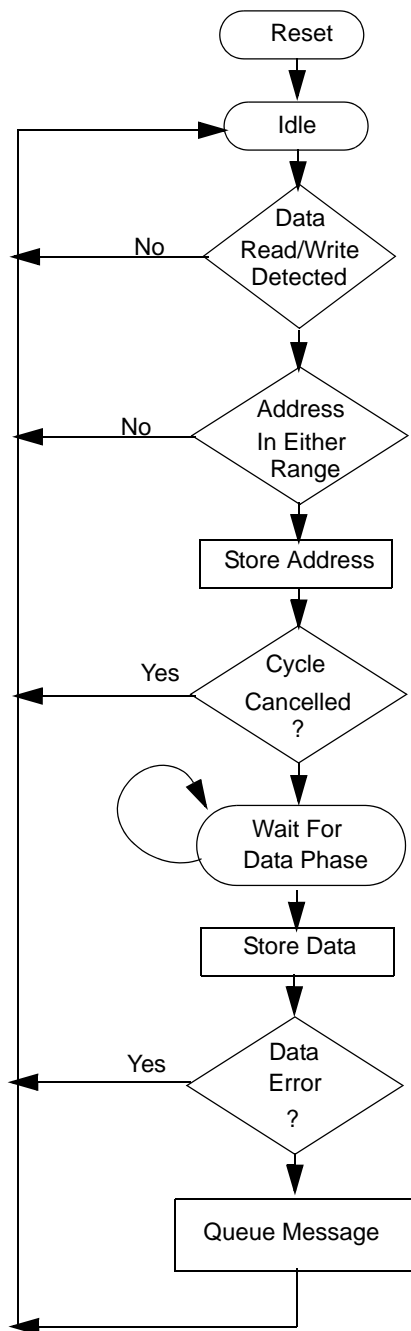 Reset
Idle
Data
Read/Write
Detected
No
Address
In Either
Range
No
Store Address
Cycle
Cancelled
?
Yes
Wait For
Data Phase
Store Data
Data
Error
?
Yes
Queue Message